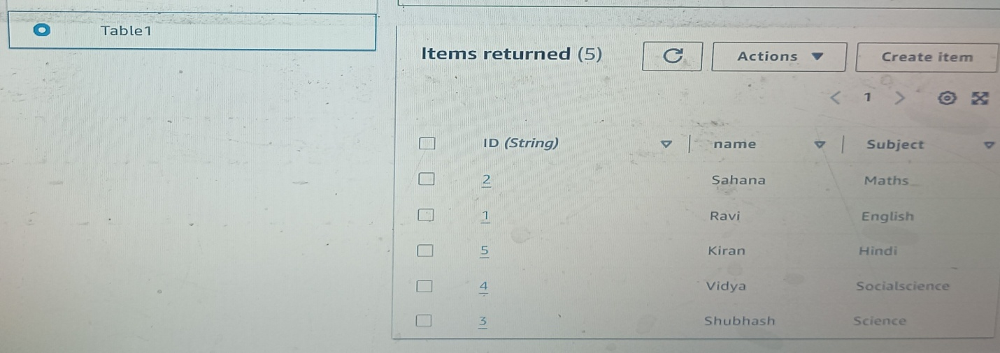 Table1
Items returned (5) Actions Create item
1
ID (String) name Subject
2 Sahana Maths
1 Ravi English
5 Kiran Hindi
4 Vidya Socialscience
3 Shubhash Science